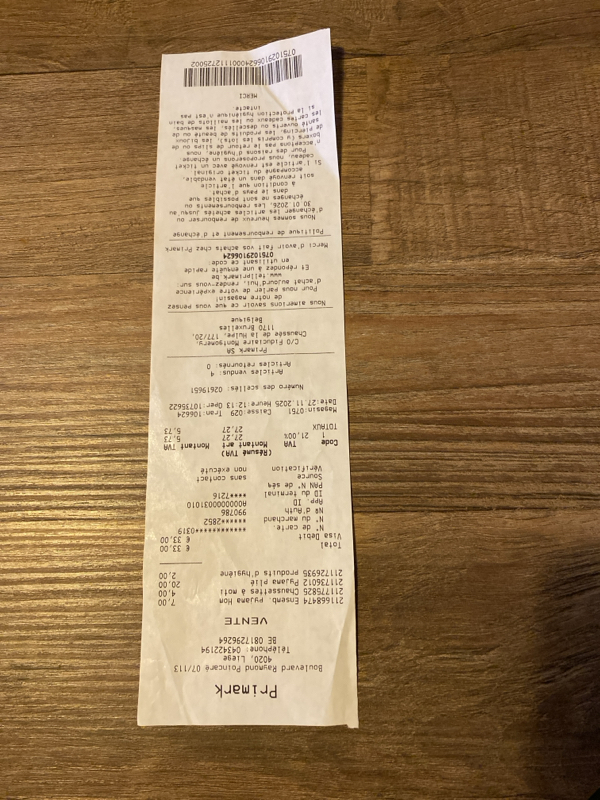 Primark
Boulevard Raymond Poincaré 07/113
4020, Liege
Téléphone: 043422194
BE 0817296264
VENTE
211668474 Ensemb. pyjama Hom 7,00
211775825 Chaussettes à moti 4,00
211736012 Pyjama plié 20,00
211726935 Produits d'hygiène 2,00
Total € 33,00
Visa Debit € 33,00
N° de carte. ************0319
N° du marchand ******2852
Nº d'Auth 990786
App. ID A0000000031010
ID du terminal ****7216
PAN N° de séq
Source sans contact
Vérification non exécuté
(Résumé TVA)
Code TVA Montant art Montant TVA
1 21,00% 27,27 5,73
TOTAUX 27,27 5,73
Magasin:0751 Caisse:029 Tran:106624
Date:27.11.2025 Heure:12:13 Oper:10735622
Numéro des scellés: 02619651
Articles vendus: 4
Articles retournés: 0
Primark SA
C/O Fiduciaire Montgomery.
Chaussée de la Hulpe, 177/20,
1170 Bruxelles
Belgique
Nous aimerions savoir ce que vous pensez
de notre magasin!
Pour nous parler de votre expérience
d'achat aujourd'hui, rendez-vous sur:
www.tellprimark.be
Et répondez à une enquête rapide
en utilisant ce code:
0751029106624
Merci d'avoir fait vos achats chez Primark
Politique de remboursement et d'échange
Nous sommes heureux de rembourser ou
d'échanger les articles achetés jusqu'au
30.01.2026. Les remboursements ou
échanges ne sont possibles que
dans le pays d'achat
à condition que l'article
soit renvoyé dans un état vendable,
accompagné du ticket original
Si l'article est renvoyé avec un ticket
cadeau, nous proposerons un échange
Pour des raisons d'hygiène, nous
n'acceptons pas le retour de slips ou de
boxers (y compris les lots), les bijoux
de piercing, les produits de beauté ou de
santé ouverts ou descellés, les masques,
les cartes cadeaux ou les maillots de bain
si la protection hygiénique n'est pas
intacte.
MERCI
07510291066240001112725002